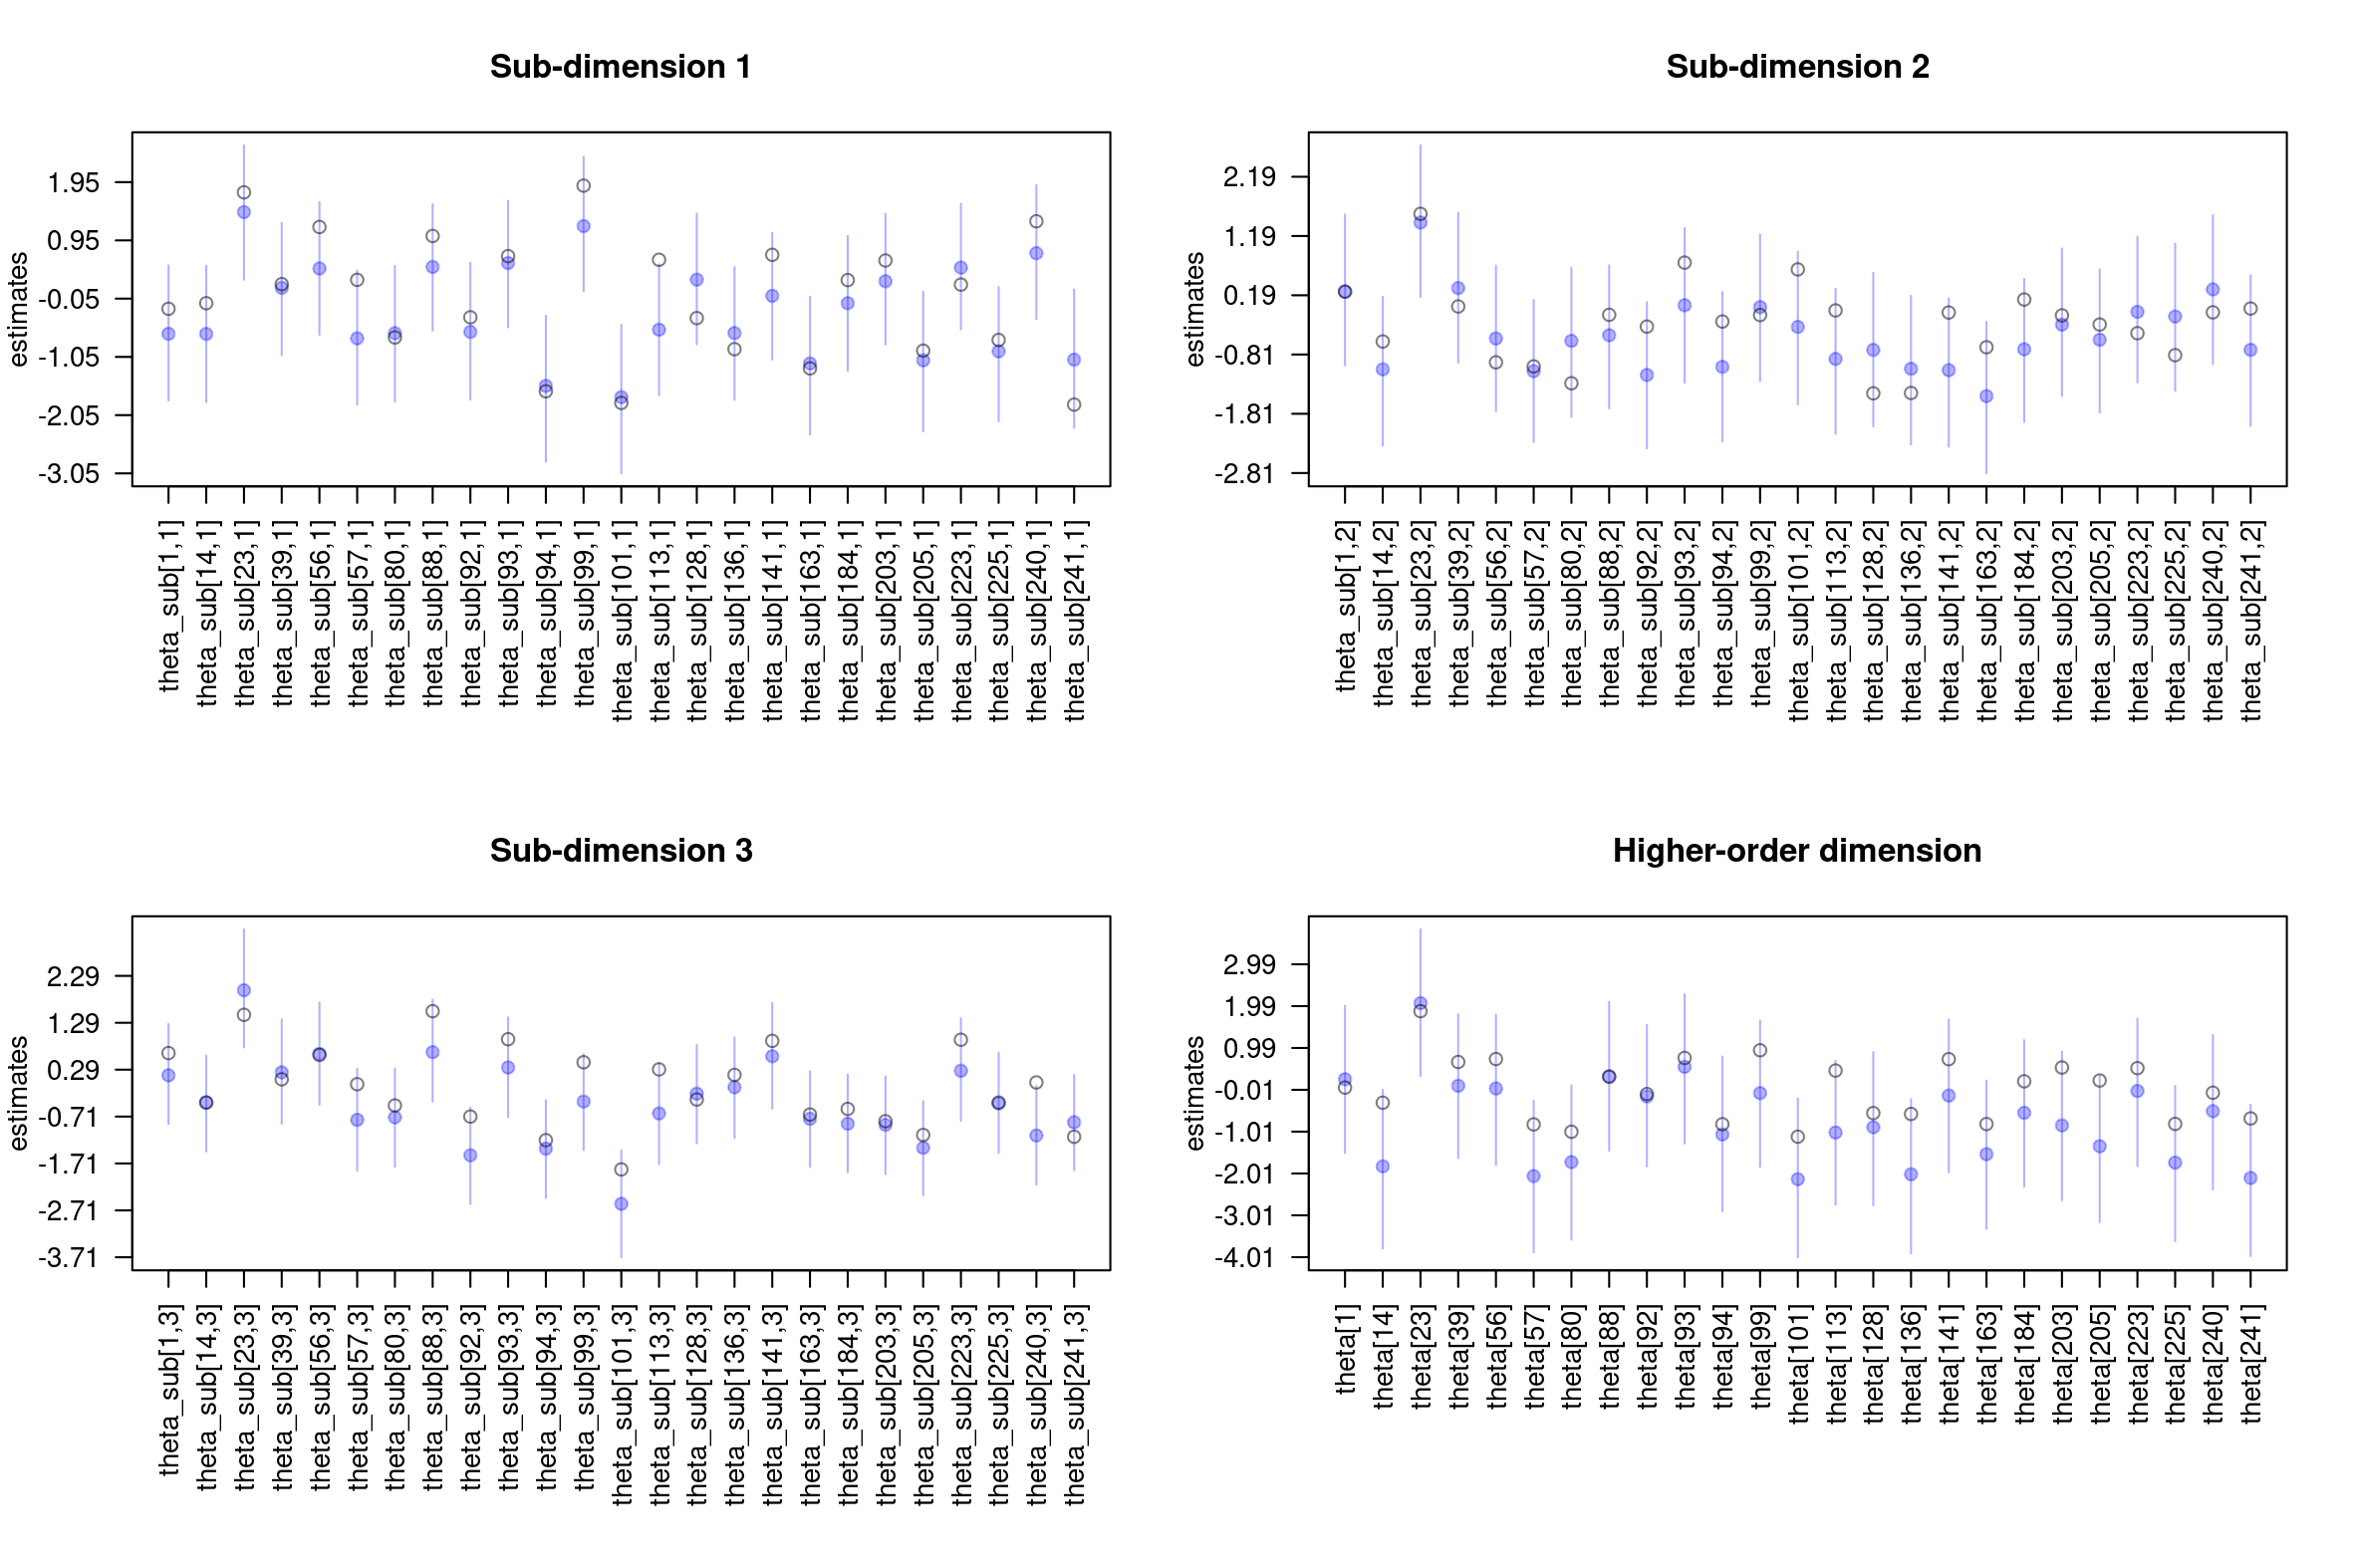 Sub-dimension 1
estimates
1.95
0.95
-0.05
-1.05
-2.05
-3.05
theta_sub[1,1]
theta_sub[14,1]
theta_sub[23,1]
theta_sub[39,1]
theta_sub[56,1]
theta_sub[57,1]
theta_sub[80,1]
theta_sub[88,1]
theta_sub[92,1]
theta_sub[93,1]
theta_sub[94,1]
theta_sub[99,1]
theta_sub[101,1]
theta_sub[113,1]
theta_sub[128,1]
theta_sub[136,1]
theta_sub[141,1]
theta_sub[163,1]
theta_sub[184,1]
theta_sub[203,1]
theta_sub[205,1]
theta_sub[223,1]
theta_sub[225,1]
theta_sub[240,1]
theta_sub[241,1]
Sub-dimension 2
estimates
2.19
1.19
0.19
-0.81
-1.81
-2.81
theta_sub[1,2]
theta_sub[14,2]
theta_sub[23,2]
theta_sub[39,2]
theta_sub[56,2]
theta_sub[57,2]
theta_sub[80,2]
theta_sub[88,2]
theta_sub[92,2]
theta_sub[93,2]
theta_sub[94,2]
theta_sub[99,2]
theta_sub[101,2]
theta_sub[113,2]
theta_sub[128,2]
theta_sub[136,2]
theta_sub[141,2]
theta_sub[163,2]
theta_sub[184,2]
theta_sub[203,2]
theta_sub[205,2]
theta_sub[223,2]
theta_sub[225,2]
theta_sub[240,2]
theta_sub[241,2]
Sub-dimension 3
estimates
2.29
1.29
0.29
-0.71
-1.71
-2.71
-3.71
theta_sub[1,3]
theta_sub[14,3]
theta_sub[23,3]
theta_sub[39,3]
theta_sub[56,3]
theta_sub[57,3]
theta_sub[80,3]
theta_sub[88,3]
theta_sub[92,3]
theta_sub[93,3]
theta_sub[94,3]
theta_sub[99,3]
theta_sub[101,3]
theta_sub[113,3]
theta_sub[128,3]
theta_sub[136,3]
theta_sub[141,3]
theta_sub[163,3]
theta_sub[184,3]
theta_sub[203,3]
theta_sub[205,3]
theta_sub[223,3]
theta_sub[225,3]
theta_sub[240,3]
theta_sub[241,3]
Higher-order dimension
estimates
2.99
1.99
0.99
-0.01
-1.01
-2.01
-3.01
-4.01
theta[1]
theta[14]
theta[23]
theta[39]
theta[56]
theta[57]
theta[80]
theta[88]
theta[92]
theta[93]
theta[94]
theta[99]
theta[101]
theta[113]
theta[128]
theta[136]
theta[141]
theta[163]
theta[184]
theta[203]
theta[205]
theta[223]
theta[225]
theta[240]
theta[241]